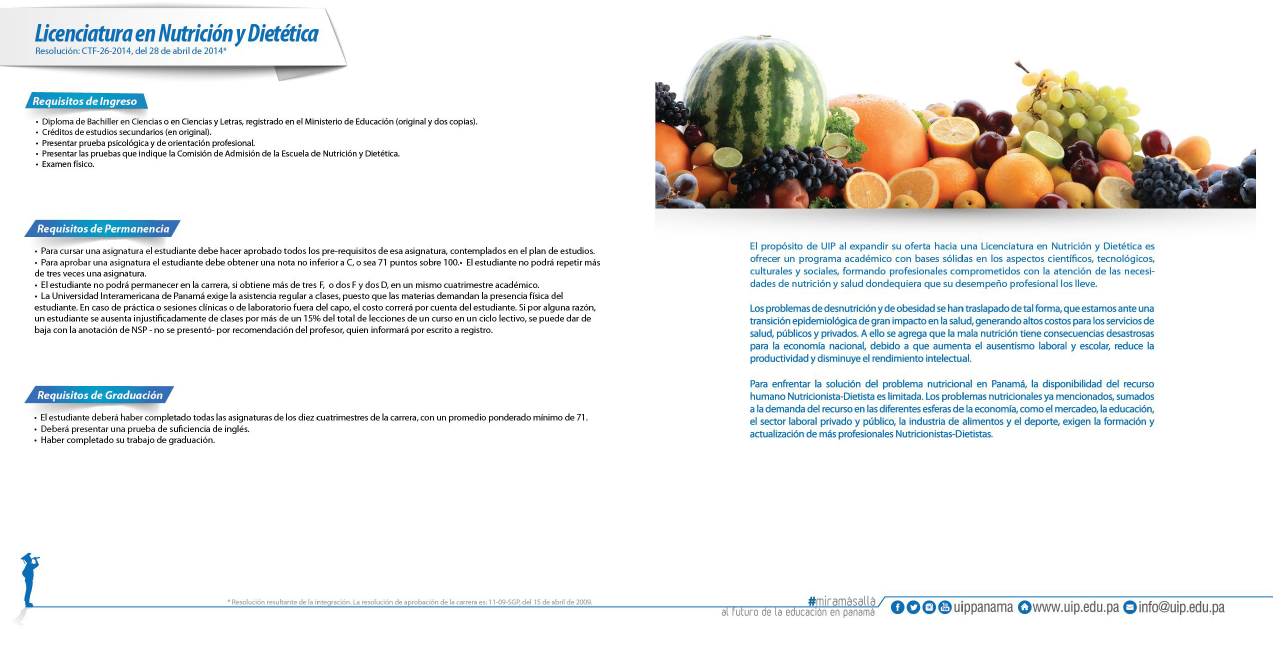 Licenciatura en Nutrición y Dietética
Resolución: CTF-26-2014, del 28 de abril de 2014*
Requisitos de Ingreso
• Diploma de Bachiller en Ciencias o en Ciencias y Letras, registrado en el Ministerio de Educación (original y dos copias).
• Créditos de estudios secundarios (en original).
• Presentar prueba psicológica y de orientación profesional.
• Presentar las pruebas que indique la Comisión de Admisión de la Escuela de Nutrición y Dietética.
• Examen físico.
Requisitos de Permanencia
• Para cursar una asignatura el estudiante debe hacer aprobado todos los pre-requisitos de esa asignatura, contemplados en el plan de estudios.
• Para aprobar una asignatura el estudiante debe obtener una nota no inferior a C, o sea 71 puntos sobre 100.• El estudiante no podrá repetir más
de tres veces una asignatura.
• El estudiante no podrá permanecer en la carrera, si obtiene más de tres F, o dos F y dos D, en un mismo cuatrimestre académico.
• La Universidad Interamericana de Panamá exige la asistencia regular a clases, puesto que las materias demandan la presencia física del
estudiante. En caso de práctica o sesiones clínicas o de laboratorio fuera del capo, el costo correrá por cuenta del estudiante. Si por alguna razón,
un estudiante se ausenta injustificadamente de clases por más de un 15% del total de lecciones de un curso en un ciclo lectivo, se puede dar de
baja con la anotación de NSP - no se presentó- por recomendación del profesor, quien informará por escrito a registro.
Requisitos de Graduación
• El estudiante deberá haber completado todas las asignaturas de los diez cuatrimestres de la carrera, con un promedio ponderado mínimo de 71.
• Deberá presentar una prueba de suficiencia de inglés.
• Haber completado su trabajo de graduación.
* Resolución resultante de la integración. La resolución de aprobación de la carrera es: 11-09-SGP, del 15 de abril de 2009.
El propósito de UIP al expandir su oferta hacia una Licenciatura en Nutrición y Dietética es
ofrecer un programa académico con bases sólidas en los aspectos científicos, tecnológicos,
culturales y sociales, formando profesionales comprometidos con la atención de las necesi-
dades de nutrición y salud dondequiera que su desempeño profesional los lleve.
Los problemas de desnutrición y de obesidad se han traslapado de tal forma, que estamos ante una
transición epidemiológica de gran impacto en la salud, generando altos costos para los servicios de
salud, públicos y privados. A ello se agrega que la mala nutrición tiene consecuencias desastrosas
para la economía nacional, debido a que aumenta el ausentismo laboral y escolar, reduce la
productividad y disminuye el rendimiento intelectual.
Para enfrentar la solución del problema nutricional en Panamá, la disponibilidad del recurso
humano Nutricionista-Dietista es limitada. Los problemas nutricionales ya mencionados, sumados
a la demanda del recurso en las diferentes esferas de la economía, como el mercadeo, la educación,
el sector laboral privado y público, la industria de alimentos y el deporte, exigen la formación y
actualización de más profesionales Nutricionistas-Dietistas.
#miramásallá
al futuro de la educación en panamá
uippanama www.uip.edu.pa info@uip.edu.pa